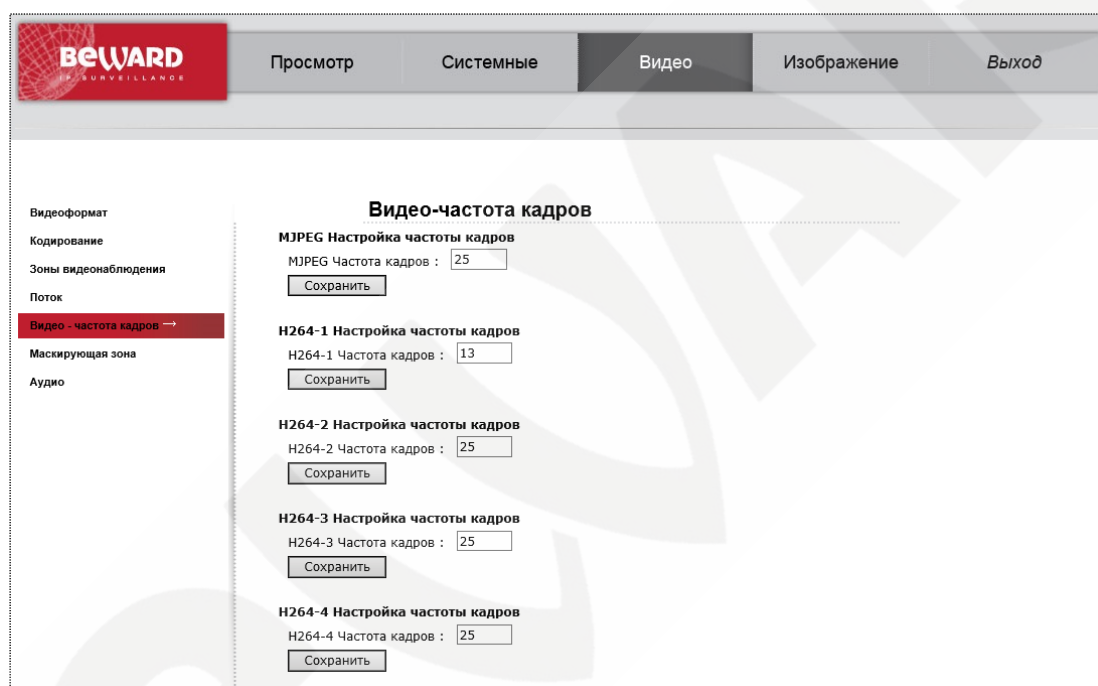 BEWARD
IP SURVEILLANCE
Просмотр
Системные
Видео
Изображение
Выход
Видеоформат
Кодирование
Зоны видеонаблюдения
Поток
Видео - частота кадров →
Маскирующая зона
Аудио
Видео-частота кадров
MJPEG Настройка частоты кадров
MJPEG Частота кадров : 25
Сохранить
H264-1 Настройка частоты кадров
H264-1 Частота кадров : 13
Сохранить
H264-2 Настройка частоты кадров
H264-2 Частота кадров : 25
Сохранить
H264-3 Настройка частоты кадров
H264-3 Частота кадров : 25
Сохранить
H264-4 Настройка частоты кадров
H264-4 Частота кадров : 25
Сохранить